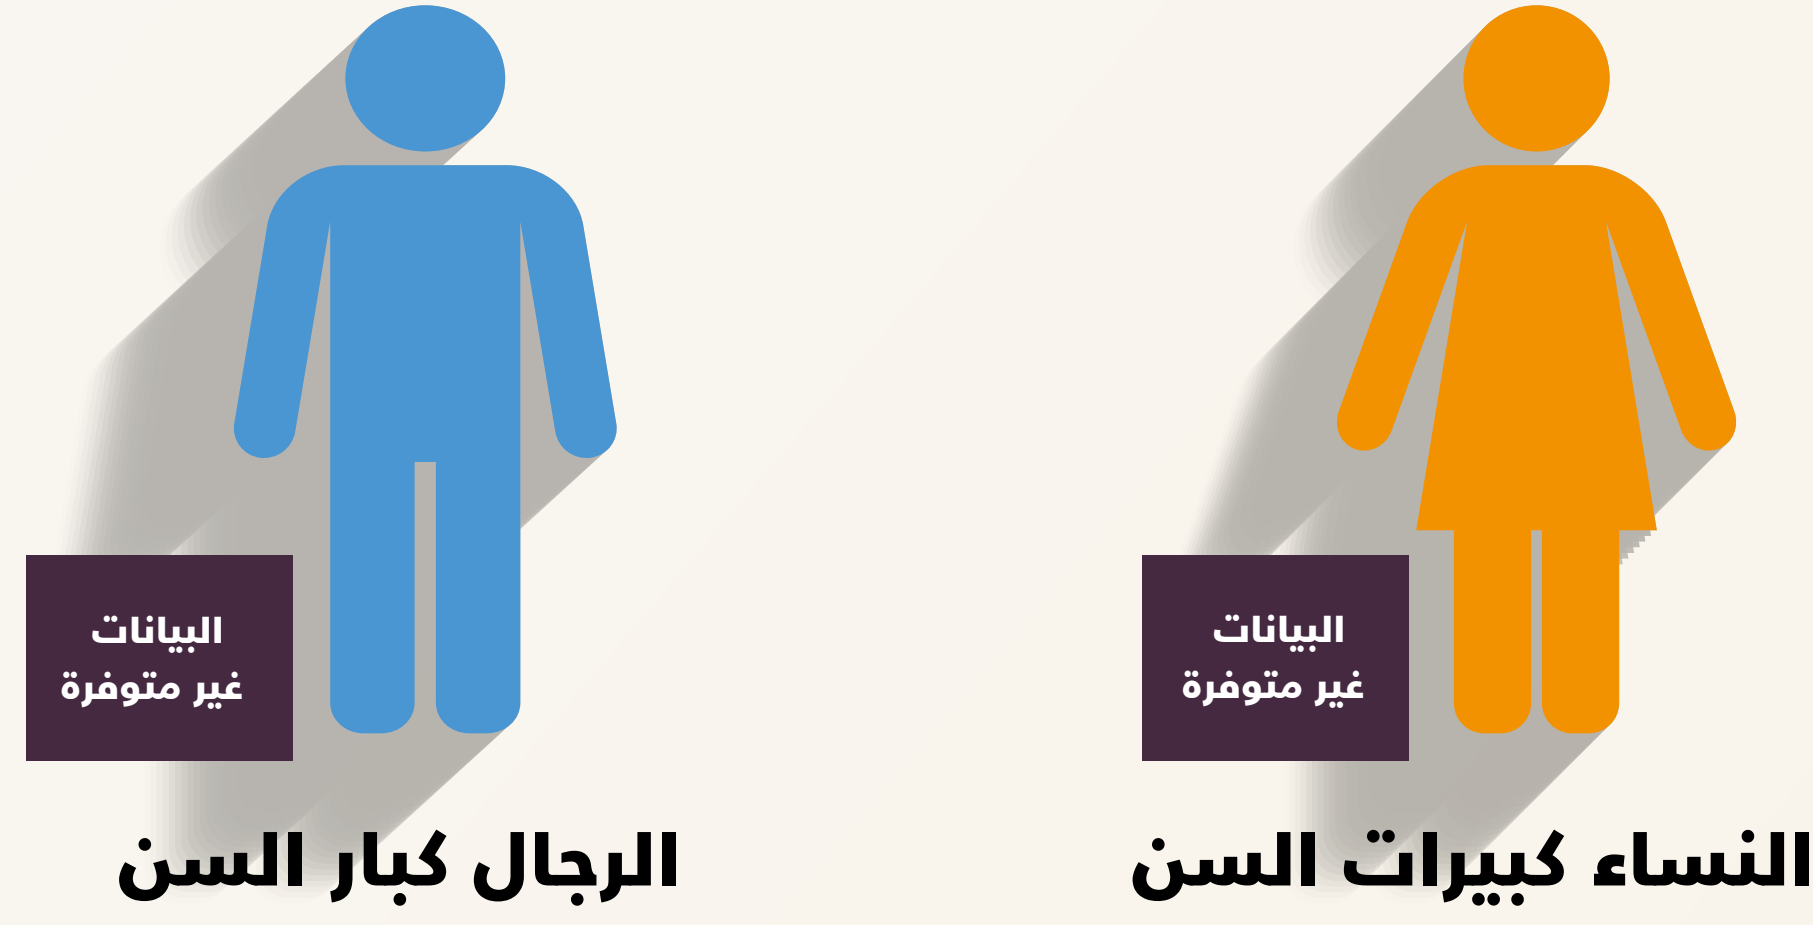 البيانات
غير متوفرة
النساء كبيرات السن
البيانات
غير متوفرة
الرجال كبار السن